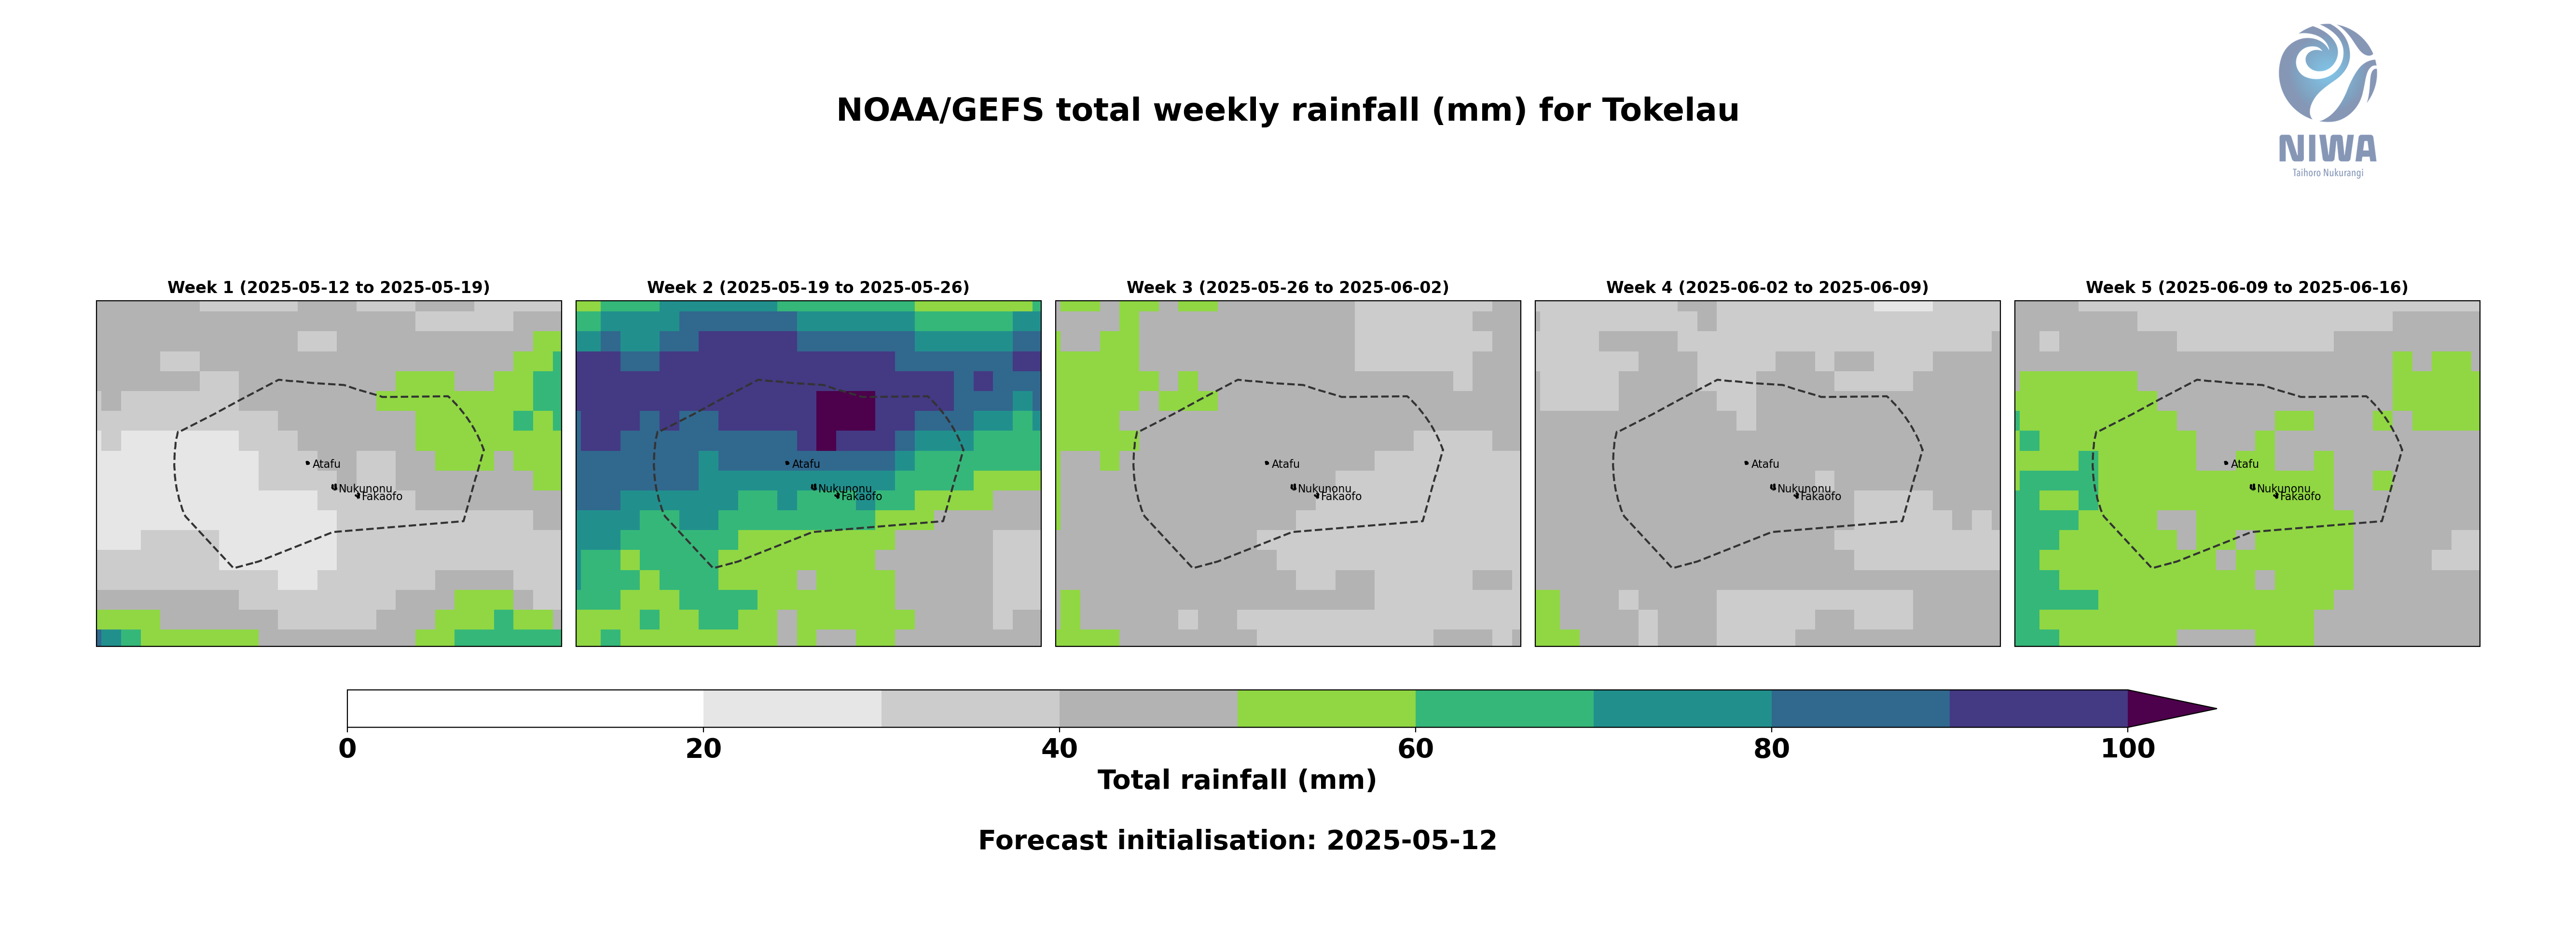 NOAA/GEFS total weekly rainfall (mm) for Tokelau
NIWA
Taihoro Nukurangi
Week 1 (2025-05-12 to 2025-05-19)
Week 2 (2025-05-19 to 2025-05-26)
Week 3 (2025-05-26 to 2025-06-02)
Week 4 (2025-06-02 to 2025-06-09)
Week 5 (2025-06-09 to 2025-06-16)
Atafu
Nukunonu
Fakaofo
Atafu
Nukunonu
Fakaofo
Atafu
Nukunonu
Fakaofo
Atafu
Nukunonu
Fakaofo
Atafu
Nukunonu
Fakaofo
0 20 40 60 80 100
Total rainfall (mm)
Forecast initialisation: 2025-05-12